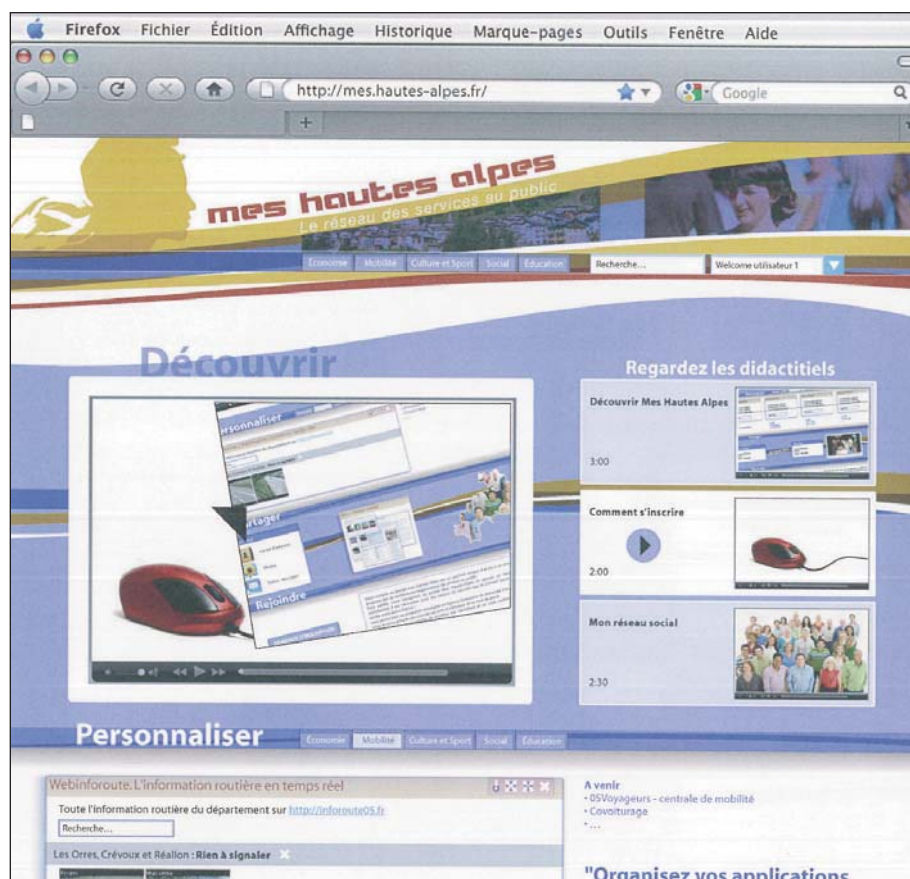 Firefox Fichier Édition Affichage Historique Marque-pages Outils Fenêtre Aide
http://mes.hautes-alpes.fr/
Google
mes hautes alpes
Le réseau des services au public
Economie Mobilité Culture et Sport Social Education Recherche... Welcome utilisateur 1
Découvrir
Personnaliser
Partager
Rejoindre
Regardez les didactitiels
Découvrir Mes Hautes Alpes
3:00
Comment s'inscrire
2:00
Mon réseau social
2:30
Personnaliser
Economie Mobilité Culture et Sport Social Education
Webinforoute. L'information routière en temps réel
Toute l'information routière du département sur http://inforoute05.fr
Recherche...
Les Orres, Crévoux et Réallon : Rien à signaler
A venir
• 05Voyageurs - centrale de mobilité
• Covoiturage
• ...
"Organisez vos applications